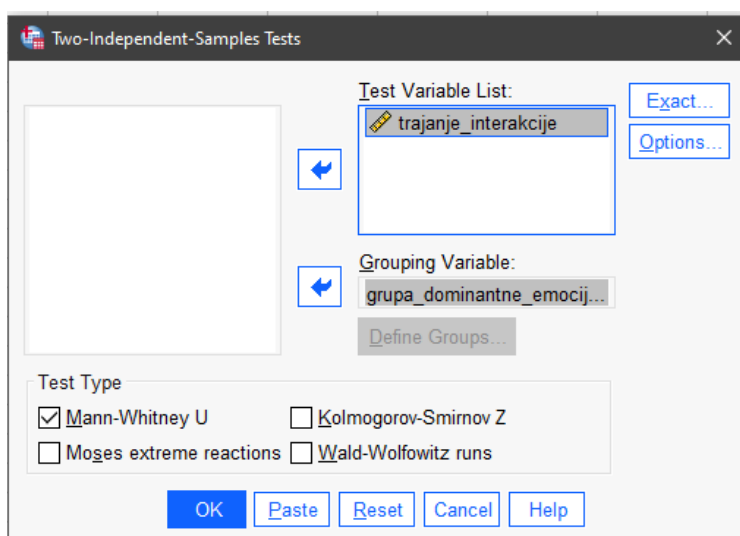 Two-Independent-Samples Tests
Test Variable List:
trajanje_interakcije
Exact...
Options...
Grouping Variable:
grupa_dominantne_emocij...
Define Groups...
Test Type
Mann-Whitney U
Kolmogorov-Smirnov Z
Moses extreme reactions
Wald-Wolfowitz runs
OK
Paste
Reset
Cancel
Help